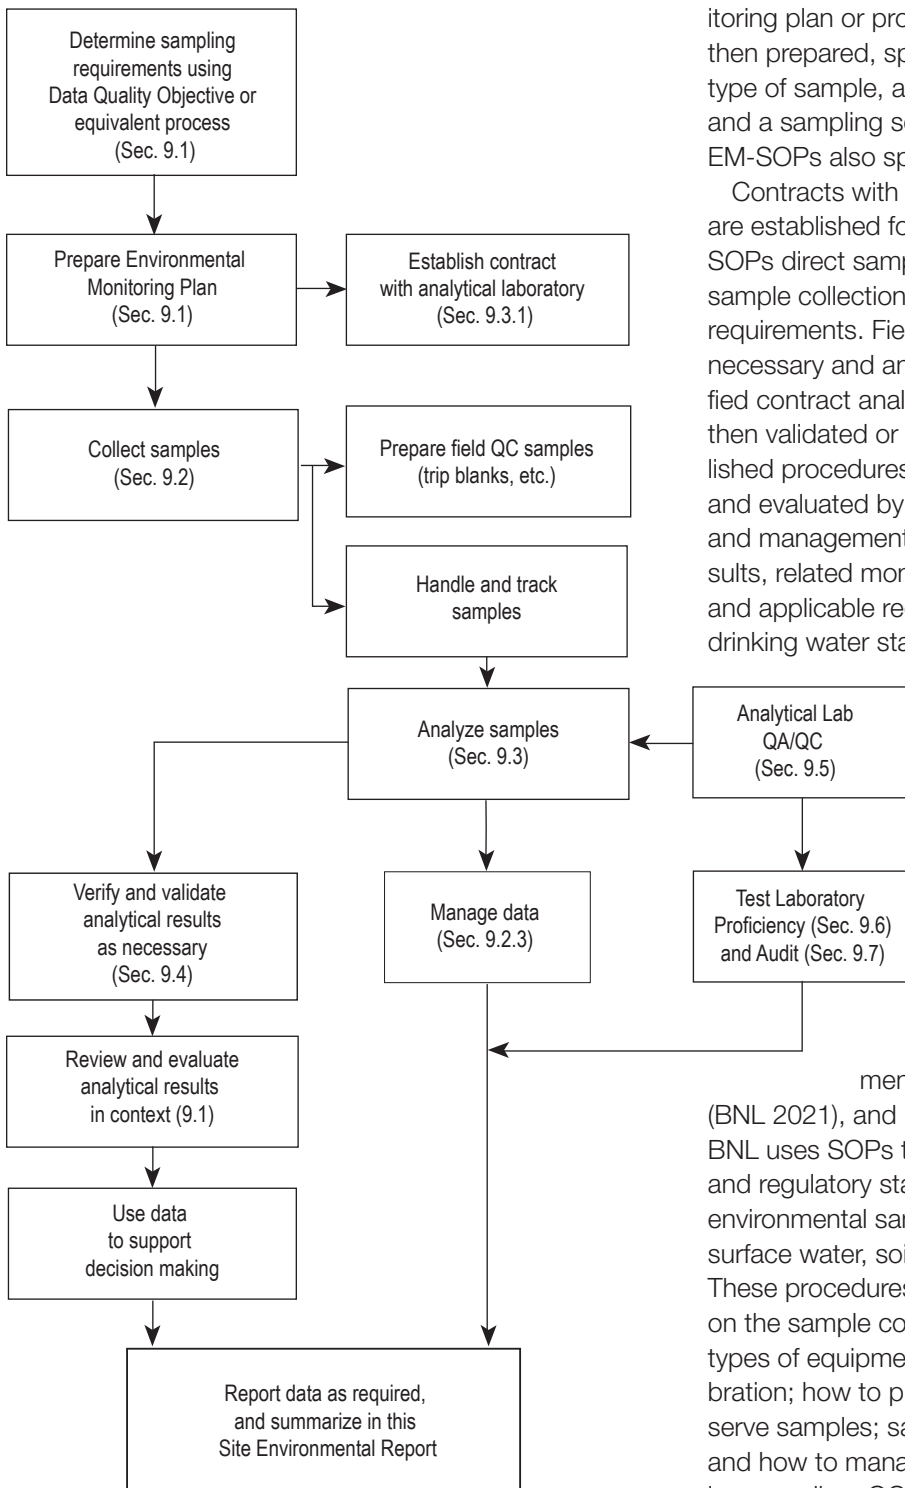 Determine sampling
requirements using
Data Quality Objective or
equivalent process
(Sec. 9.1)
Prepare Environmental
Monitoring Plan
(Sec. 9.1)
Establish contract
with analytical laboratory
(Sec. 9.3.1)
Collect samples
(Sec. 9.2)
Prepare field QC samples
(trip blanks, etc.)
Handle and track
samples
Analyze samples
(Sec. 9.3)
Analytical Lab
QA/QC
(Sec. 9.5)
Verify and validate
analytical results
as necessary
(Sec. 9.4)
Manage data
(Sec. 9.2.3)
Test Laboratory
Proficiency (Sec. 9.6)
and Audit (Sec. 9.7)
Review and evaluate
analytical results
in context (9.1)
Use data
to support
decision making
Report data as required,
and summarize in this
Site Environmental Report
itoring plan or pro
then prepared, sp
type of sample, a
and a sampling s
EM-SOPs also sp
Contracts with
are established fo
SOPs direct samp
sample collection
requirements. Fie
necessary and an
fied contract anal
then validated or
lished procedures
and evaluated by
and management
sults, related mor
and applicable re
drinking water sta
men
(BNL 2021), and
BNL uses SOPs t
and regulatory sta
environmental sar
surface water, soi
These procedures
on the sample co
types of equipme
bration; how to p
serve samples; sa
and how to mana